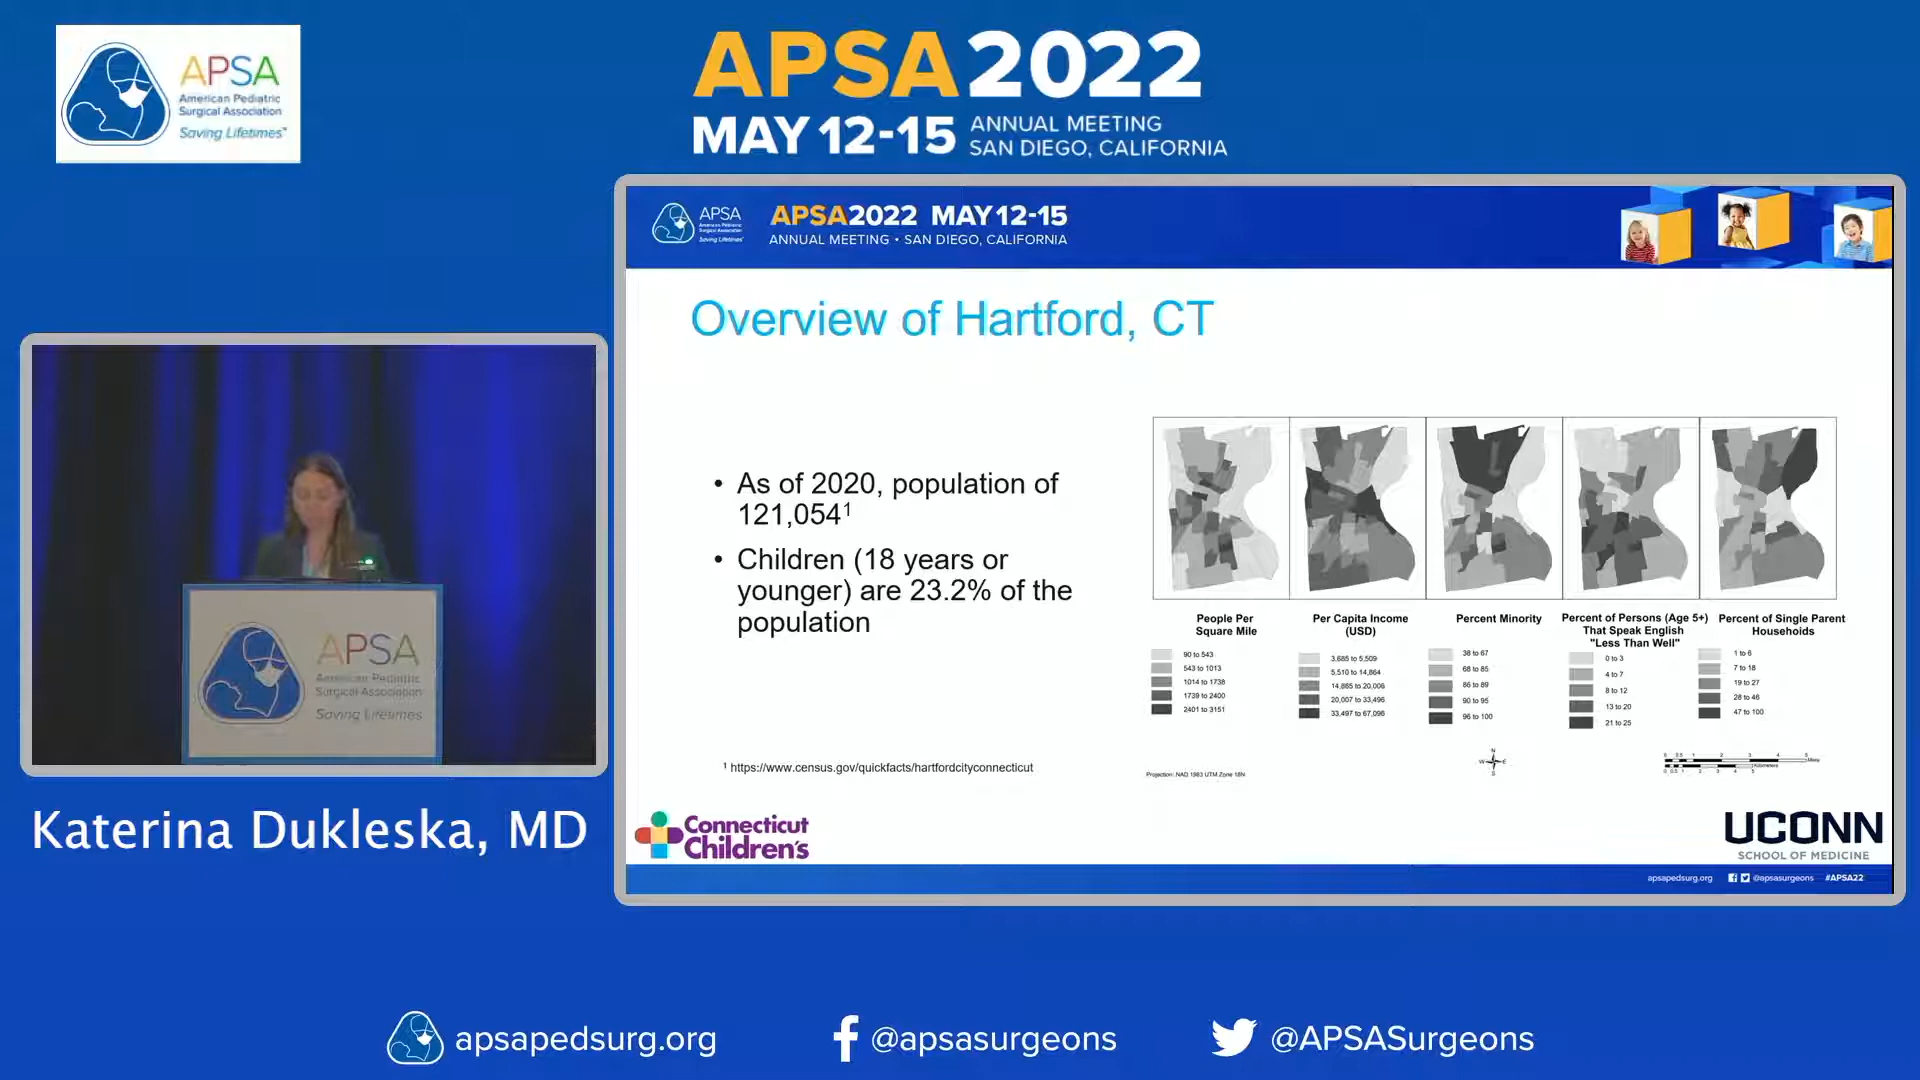 APSA
American Pediatric
Surgical Association
Saving Lifetimes
APSA 2022
MAY 12-15
ANNUAL MEETING
SAN DIEGO, CALIFORNIA
APSA
American Pediatric
Surgical Association
Saving Lifetimes
APSA2022 MAY 12-15
ANNUAL MEETING • SAN DIEGO, CALIFORNIA
Overview of Hartford, CT
• As of 2020, population of
121,054¹
• Children (18 years or
younger) are 23.2% of the
population
¹ https://www.census.gov/quickfacts/hartfordcityconnecticut
People Per
Square Mile
90 to 543
543 to 1013
1014 to 1738
1739 to 2400
2401 to 3151
Per Capita Income
(USD)
3,685 to 5,509
5,510 to 14,864
14,865 to 20,006
20,007 to 33,496
33,497 to 67,096
Percent Minority
38 to 67
68 to 85
86 to 89
90 to 95
96 to 100
Percent of Persons (Age 5+)
That Speak English
"Less Than Well"
0 to 3
4 to 7
8 to 12
13 to 20
21 to 25
Percent of Single Parent
Households
1 to 6
7 to 18
19 to 27
28 to 46
47 to 100
Projection: NAD 1983 UTM Zone 18N
N
W E
S
Connecticut
Children's
UCONN
SCHOOL OF MEDICINE
apsapedsurg.org @apsasurgeons #APSA22
APSA
American Pediatric
Surgical Association
Saving Lifetimes
Katerina Dukleska, MD
apsapedsurg.org @apsasurgeons @APSASurgeons